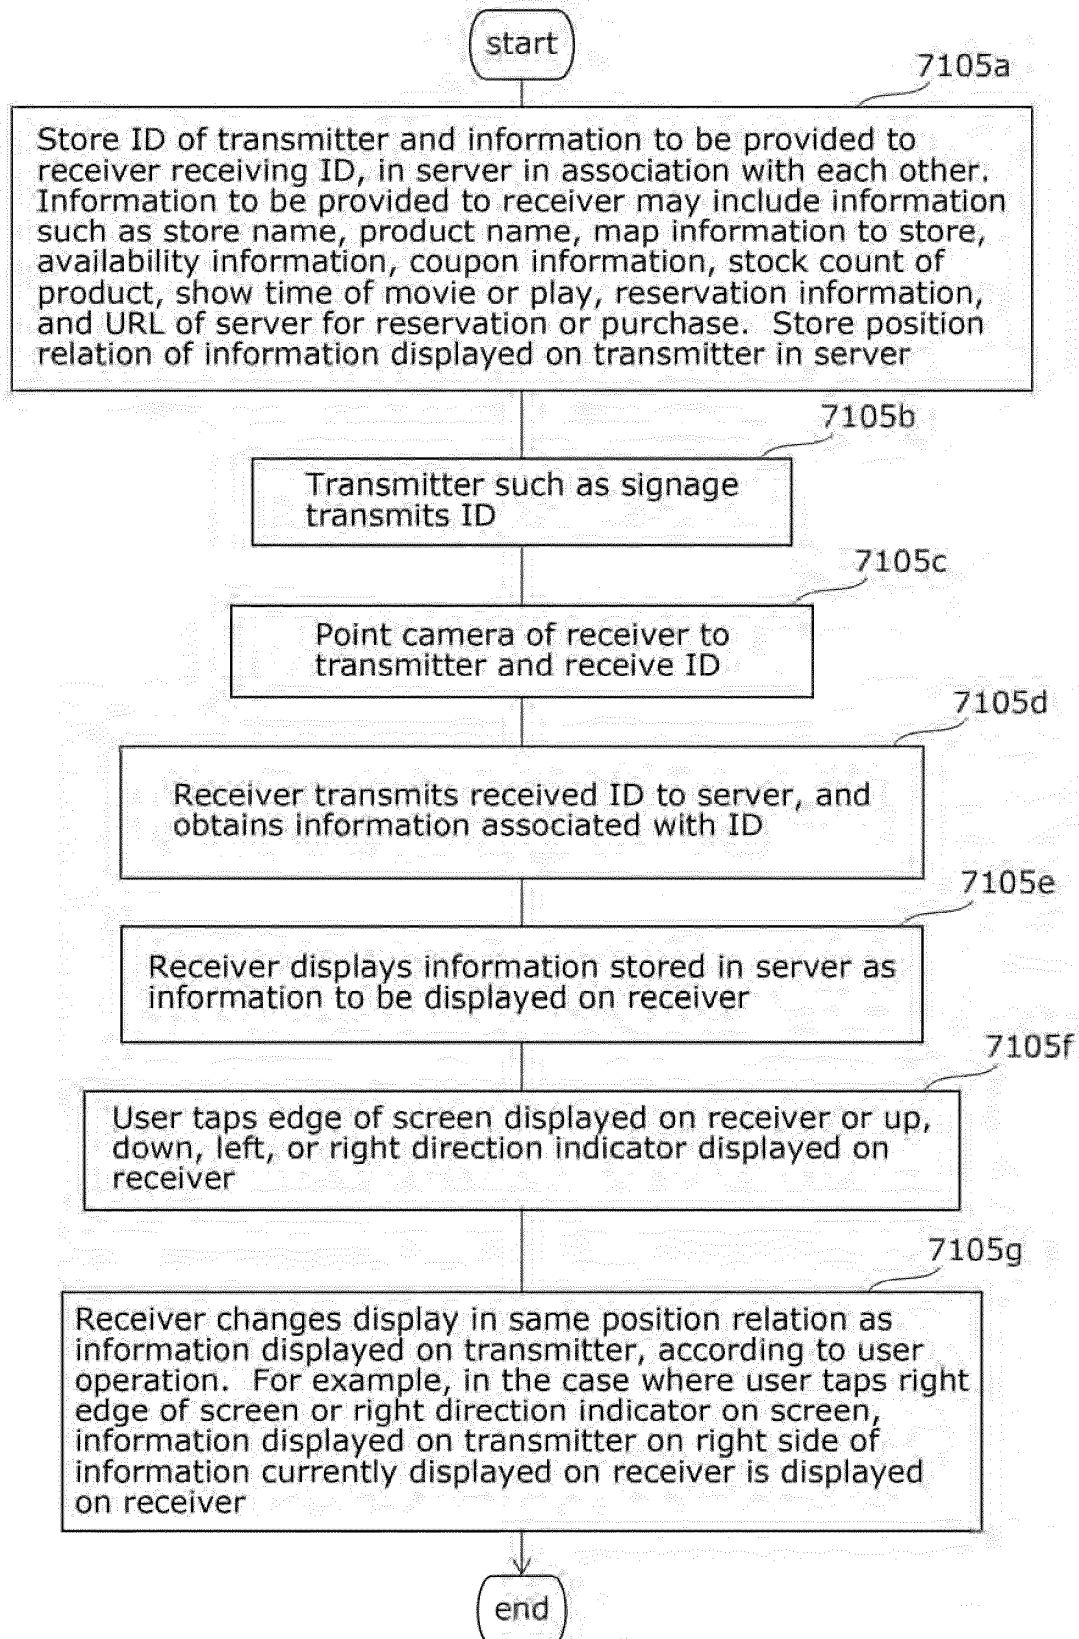 start
7105a
Store ID of transmitter and information to be provided to
receiver receiving ID, in server in association with each other.
Information to be provided to receiver may include information
such as store name, product name, map information to store,
availability information, coupon information, stock count of
product, show time of movie or play, reservation information,
and URL of server for reservation or purchase.  Store position
relation of information displayed on transmitter in server
7105b
Transmitter such as signage
transmits ID
7105c
Point camera of receiver to
transmitter and receive ID
7105d
Receiver transmits received ID to server, and
obtains information associated with ID
7105e
Receiver displays information stored in server as
information to be displayed on receiver
7105f
User taps edge of screen displayed on receiver or up,
down, left, or right direction indicator displayed on
receiver
7105g
Receiver changes display in same position relation as
information displayed on transmitter, according to user
operation.  For example, in the case where user taps right
edge of screen or right direction indicator on screen,
information displayed on transmitter on right side of
information currently displayed on receiver is displayed
on receiver
end